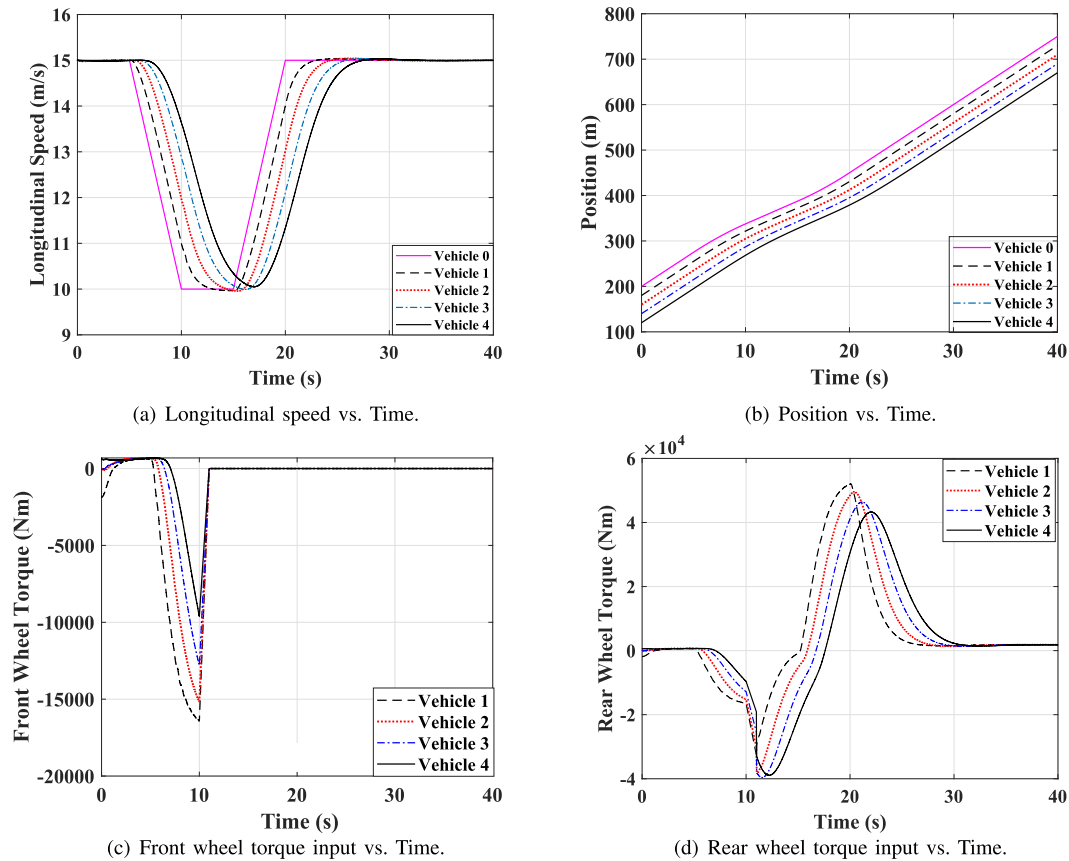 16
15
14
13
12
11
10
9
0
10
20
30
40
Longitudinal Speed (m/s)
Time (s)
Vehicle 0
Vehicle 1
Vehicle 2
Vehicle 3
Vehicle 4
(a) Longitudinal speed vs. Time.
800
700
600
500
400
300
200
100
0
10
20
30
40
Position (m)
Time (s)
Vehicle 0
Vehicle 1
Vehicle 2
Vehicle 3
Vehicle 4
(b) Position vs. Time.
0
-5000
-10000
-15000
-20000
0
10
20
30
40
Front Wheel Torque (Nm)
Time (s)
Vehicle 1
Vehicle 2
Vehicle 3
Vehicle 4
(c) Front wheel torque input vs. Time.
×10⁴
6
4
2
0
-2
-4
0
10
20
30
40
Rear Wheel Torque (Nm)
Time (s)
Vehicle 1
Vehicle 2
Vehicle 3
Vehicle 4
(d) Rear wheel torque input vs. Time.